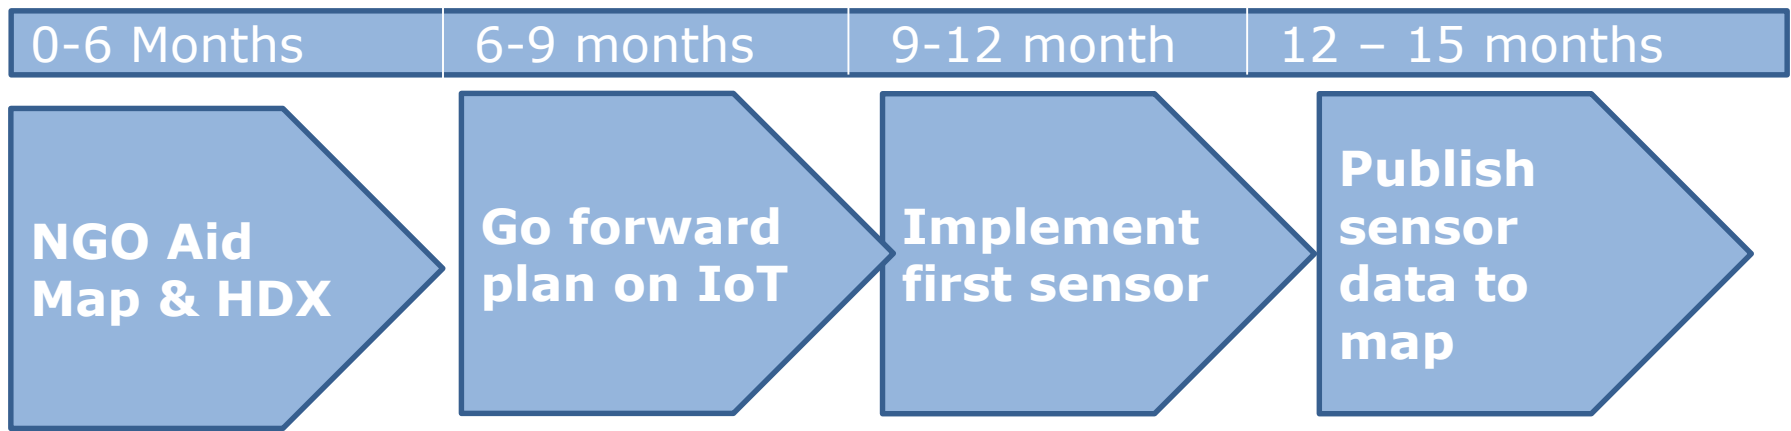 0-6 Months
6-9 months
9-12 month
12 – 15 months
NGO Aid
Map & HDX
Go forward
plan on IoT
Implement
first sensor
Publish
sensor
data to
map